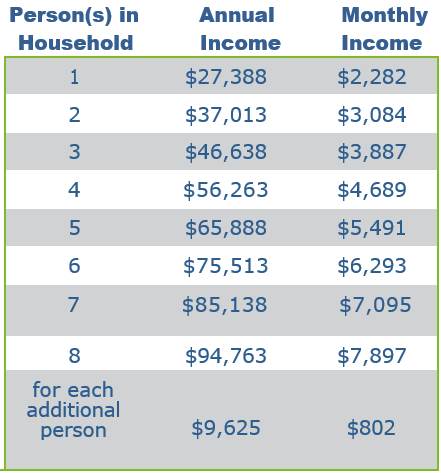 Person(s) in Household Annual Income Monthly Income
1 $27,388 $2,282
2 $37,013 $3,084
3 $46,638 $3,887
4 $56,263 $4,689
5 $65,888 $5,491
6 $75,513 $6,293
7 $85,138 $7,095
8 $94,763 $7,897
for each
additional
person $9,625 $802